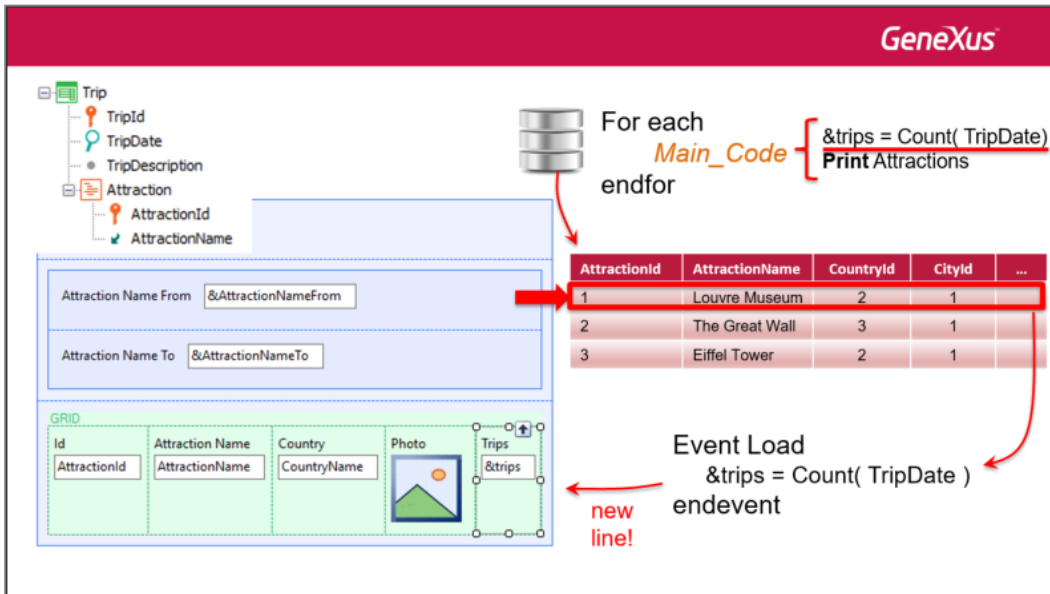 GeneXus™
Trip
TripId
TripDate
TripDescription
Attraction
AttractionId
AttractionName
For each
Main_Code
endfor
&trips = Count( TripDate)
Print Attractions
Attraction Name From &AttractionNameFrom
Attraction Name To &AttractionNameTo
AttractionId AttractionName CountryId CityId ...
1 Louvre Museum 2 1
2 The Great Wall 3 1
3 Eiffel Tower 2 1
GRID
Id Attraction Name Country Photo Trips
AttractionId AttractionName CountryName &trips
Event Load
&trips = Count( TripDate )
endevent
new
line!